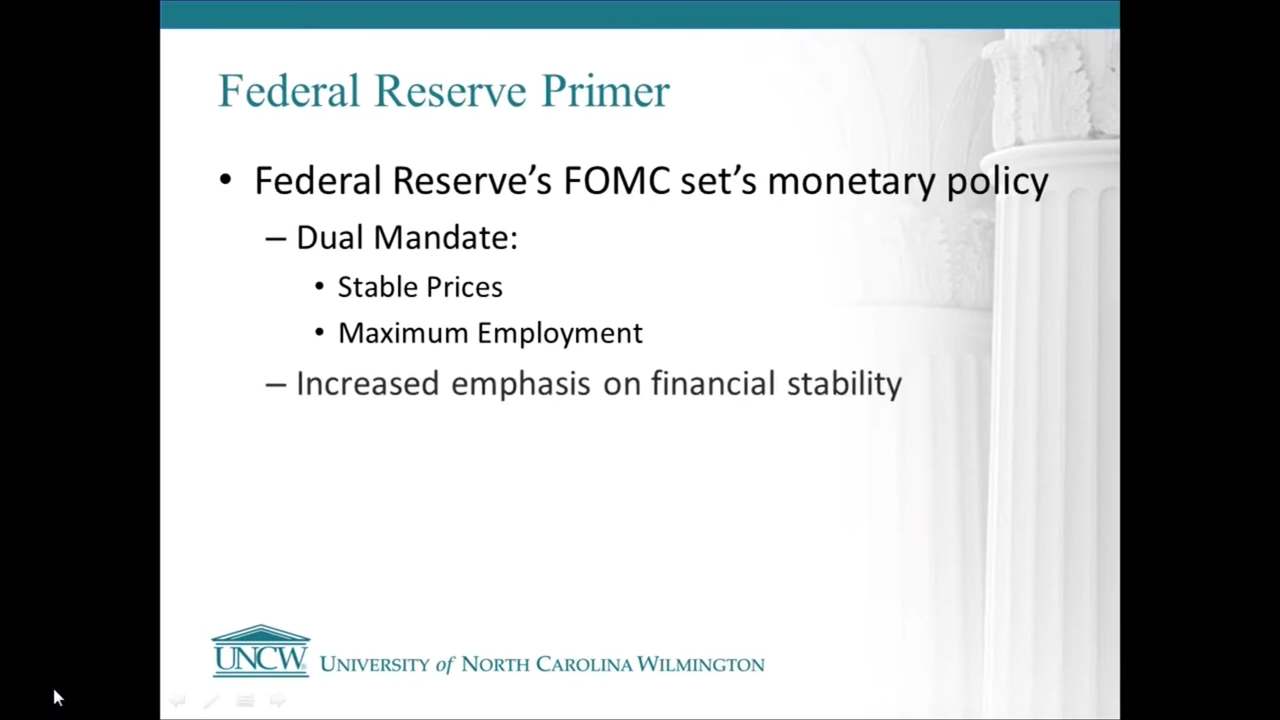 Federal Reserve Primer
• Federal Reserve’s FOMC set’s monetary policy
– Dual Mandate:
• Stable Prices
• Maximum Employment
– Increased emphasis on financial stability
UNCW UNIVERSITY of NORTH CAROLINA WILMINGTON